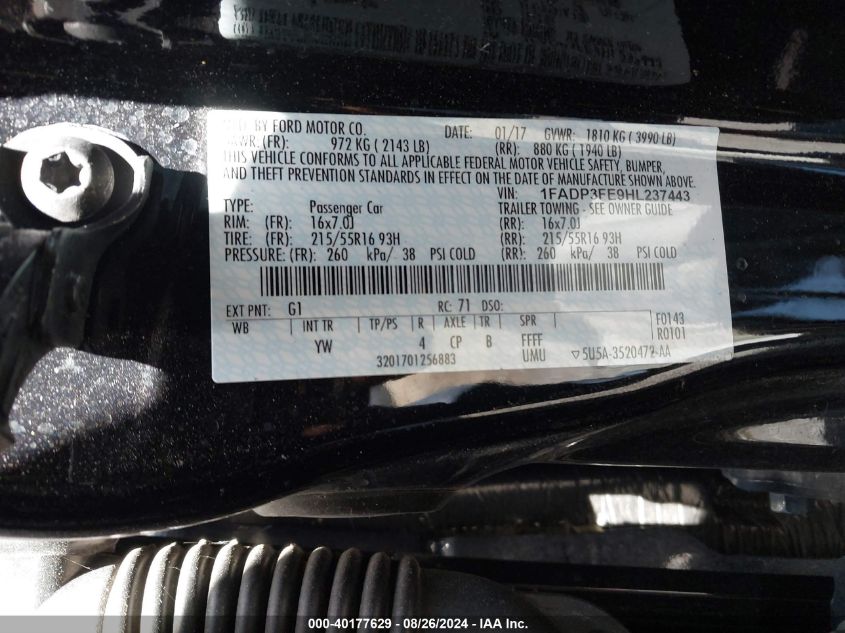 MFD. BY FORD MOTOR CO. DATE: 01/17 GVWR: 1810 KG ( 3990 LB)
GAWR. (FR): 972 KG ( 2143 LB) (RR): 880 KG ( 1940 LB)
THIS VEHICLE CONFORMS TO ALL APPLICABLE FEDERAL MOTOR VEHICLE SAFETY, BUMPER,
AND THEFT PREVENTION STANDARDS IN EFFECT ON THE DATE OF MANUFACTURE SHOWN ABOVE.
VIN: 1FADP3FE9HL237443
TYPE: Passenger Car TRAILER TOWING - SEE OWNER GUIDE
RIM: (FR): 16x7.0J (RR): 16x7.0J
TIRE: (FR): 215/55R16 93H (RR): 215/55R16 93H
PRESSURE: (FR): 260 kPa/ 38 PSI COLD (RR): 260 kPa/ 38 PSI COLD
EXT PNT: G1 RC: 71 DSO: F0143
WB INT TR TP/PS R AXLE TR SPR R0101
YW 4 CP B FFFF
3201701256883 UMU ▽5U5A-3520472-AA
000-40177629 - 08/26/2024 - IAA Inc.